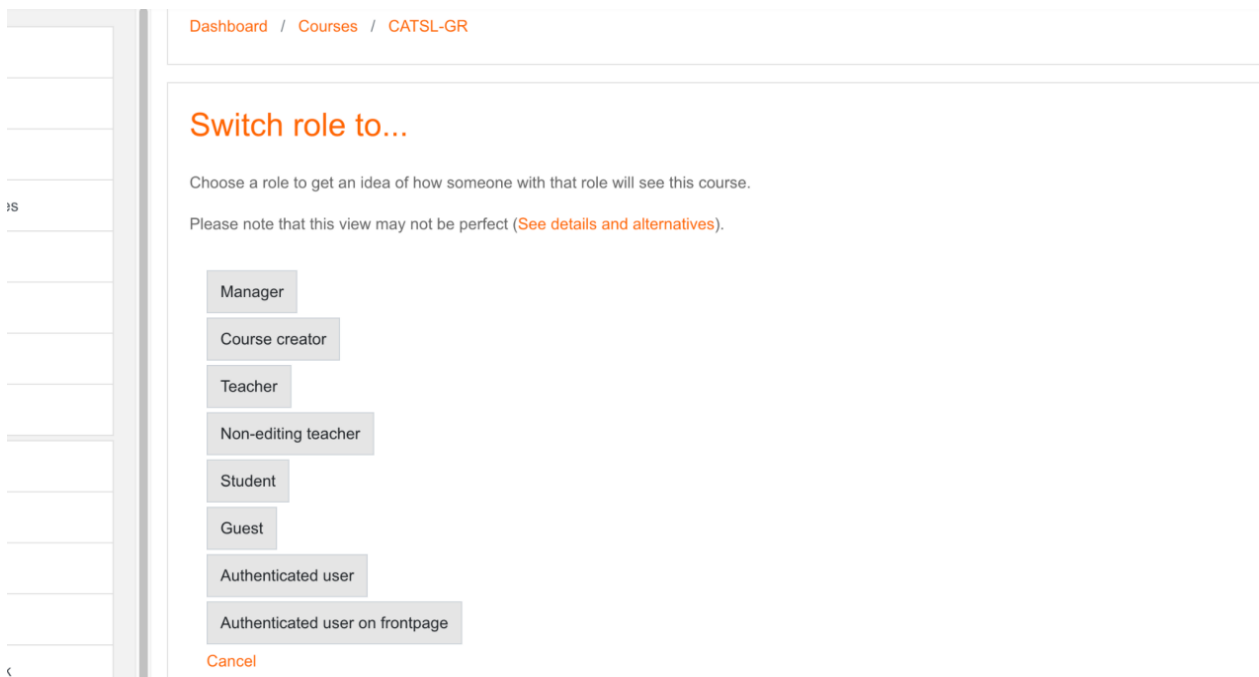 Dashboard / Courses / CATSL-GR
Switch role to...
Choose a role to get an idea of how someone with that role will see this course.
Please note that this view may not be perfect (See details and alternatives).
Manager
Course creator
Teacher
Non-editing teacher
Student
Guest
Authenticated user
Authenticated user on frontpage
Cancel